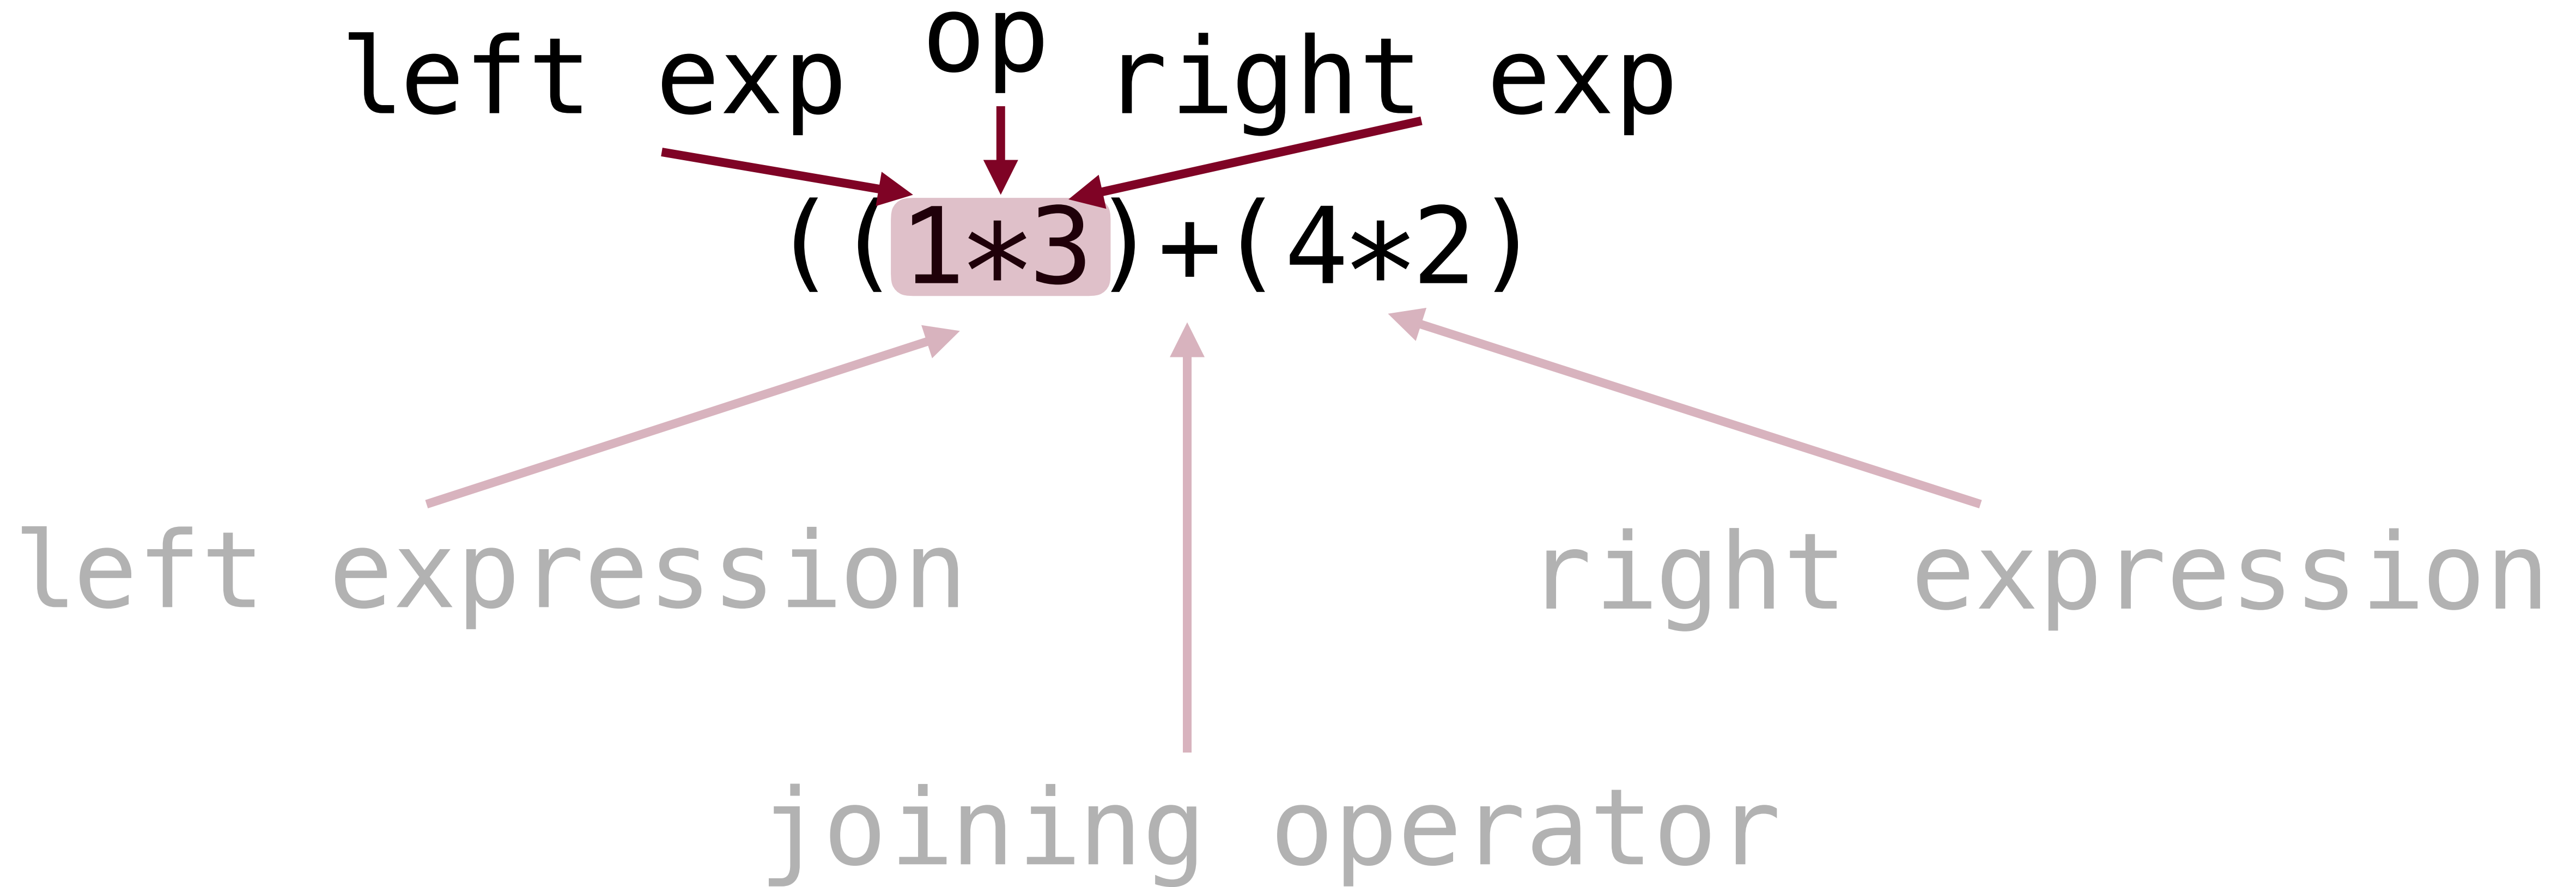 left exp op right exp
((1*3)+(4*2)
left expression right expression
joining operator